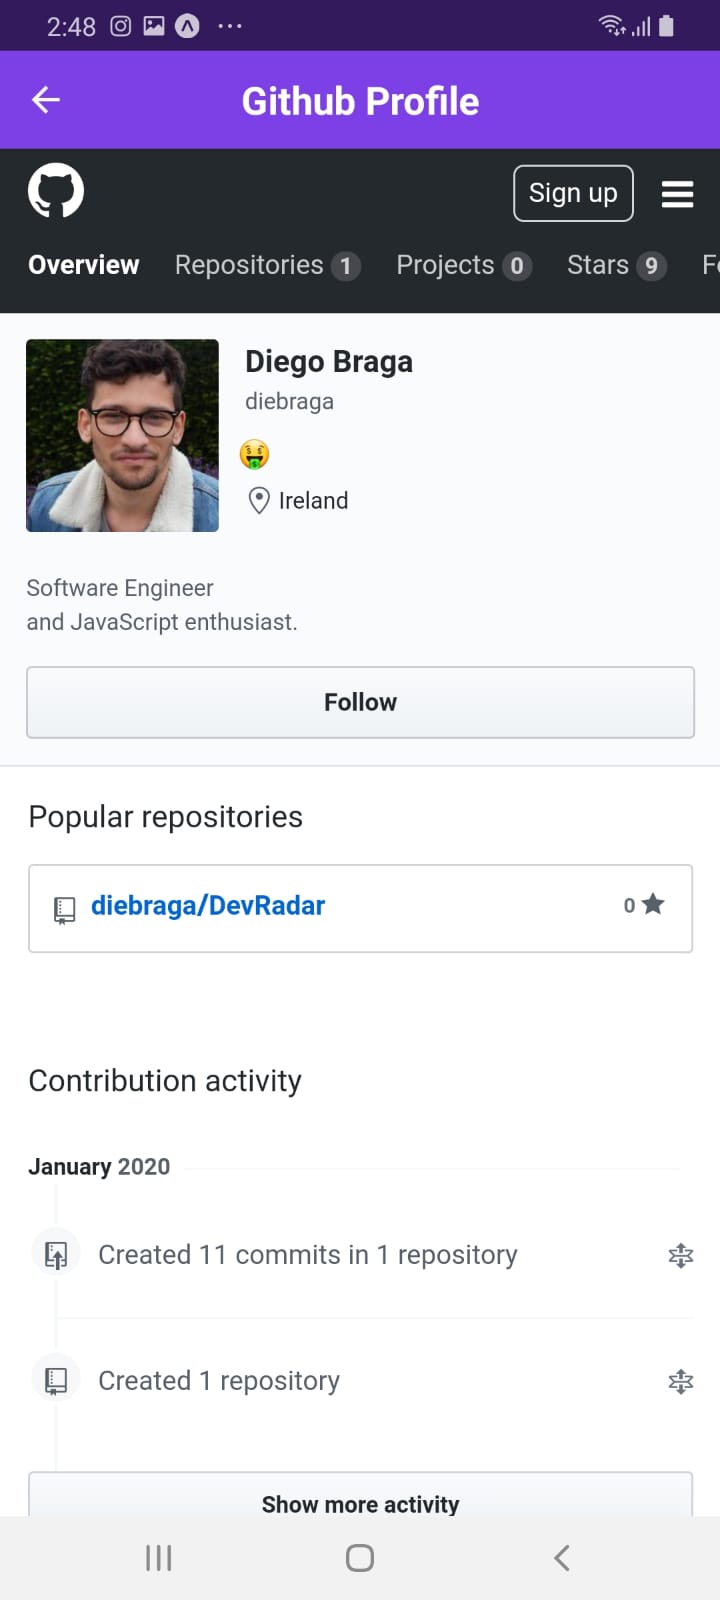 2:48
Github Profile
Sign up
Overview Repositories 1 Projects 0 Stars 9
Diego Braga
diebraga
Ireland
Software Engineer
and JavaScript enthusiast.
Follow
Popular repositories
diebraga/DevRadar 0
Contribution activity
January 2020
Created 11 commits in 1 repository
Created 1 repository
Show more activity